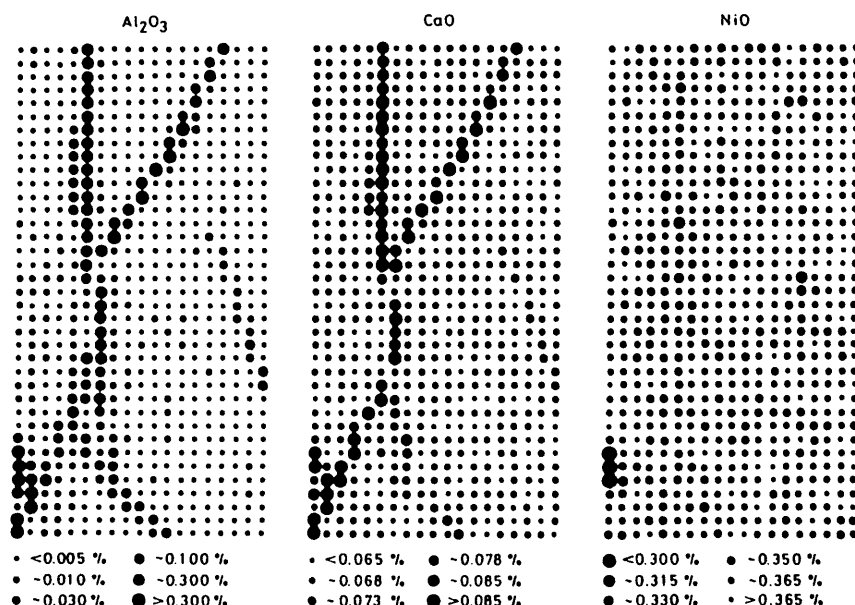 Al₂O₃ CaO NiO
<0.005 % ~0.100 % <0.065 % ~0.078 % <0.300 % ~0.350 %
~0.010 % ~0.300 % ~0.068 % ~0.085 % ~0.315 % ~0.365 %
~0.030 % >0.300 % ~0.073 % >0.085 % ~0.330 % >0.365 %